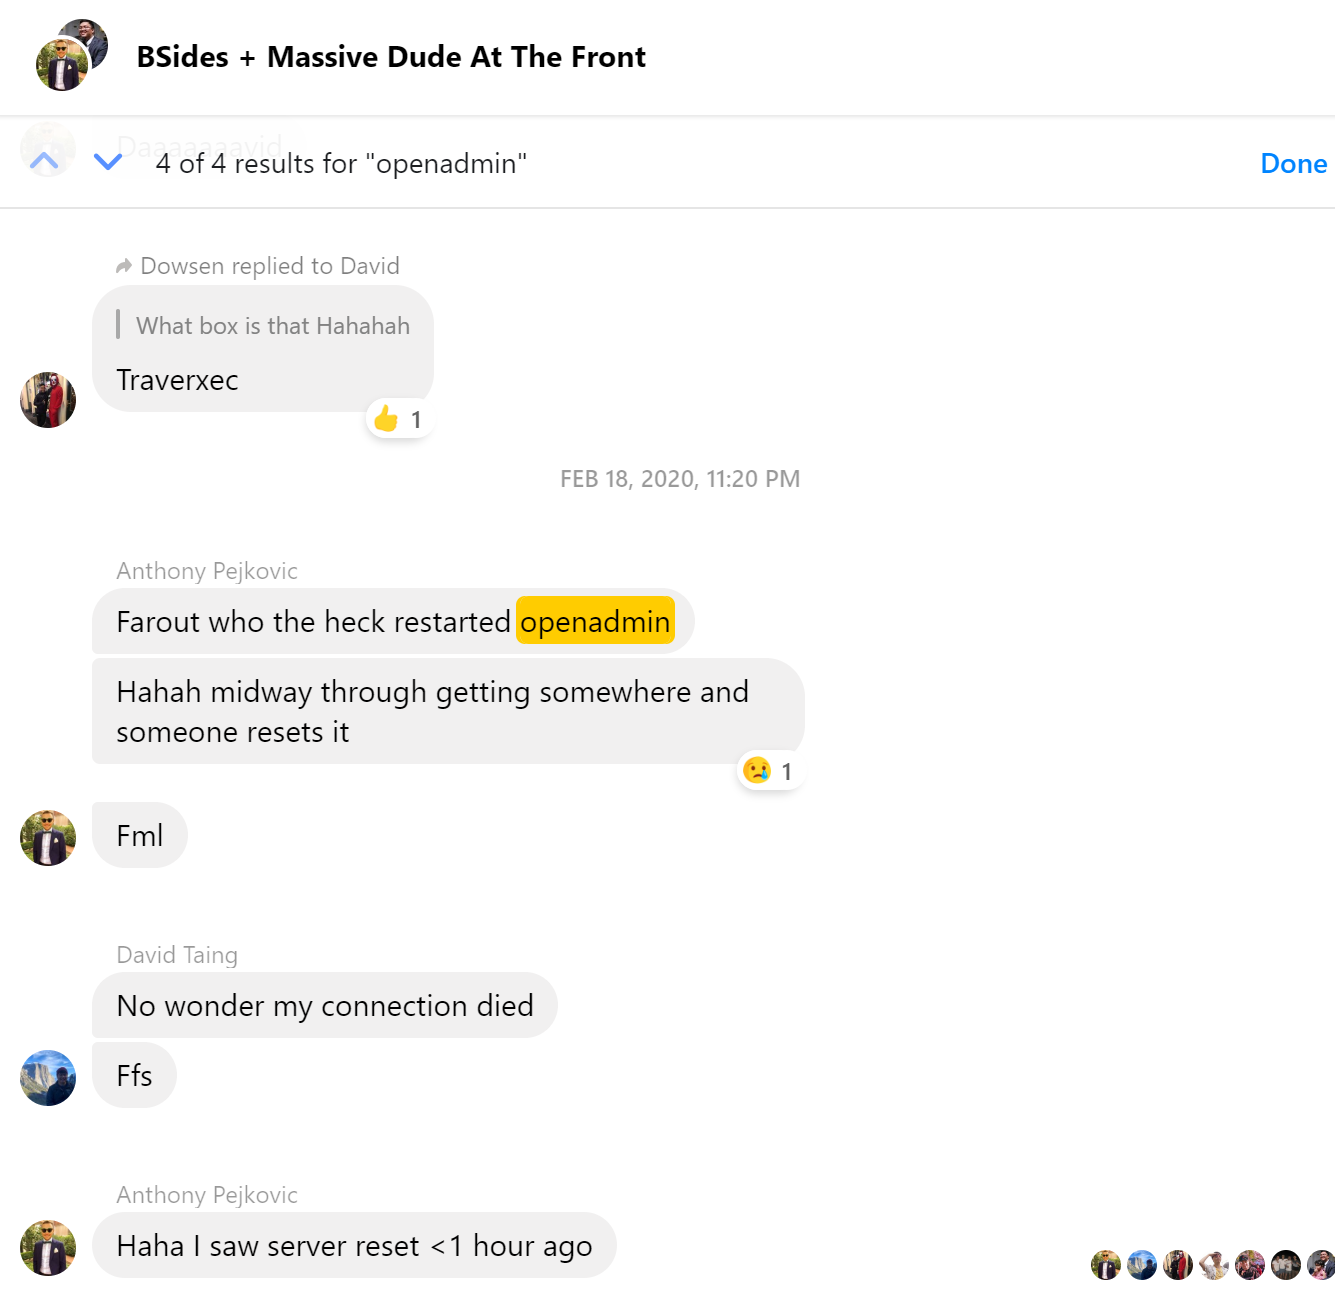 BSides + Massive Dude At The Front
Daaaaaaavid
4 of 4 results for "openadmin"
Done
Dowsen replied to David
What box is that Hahahah
Traverxec
1
FEB 18, 2020, 11:20 PM
Anthony Pejkovic
Farout who the heck restarted openadmin
Hahah midway through getting somewhere and
someone resets it
1
Fml
David Taing
No wonder my connection died
Ffs
Anthony Pejkovic
Haha I saw server reset <1 hour ago